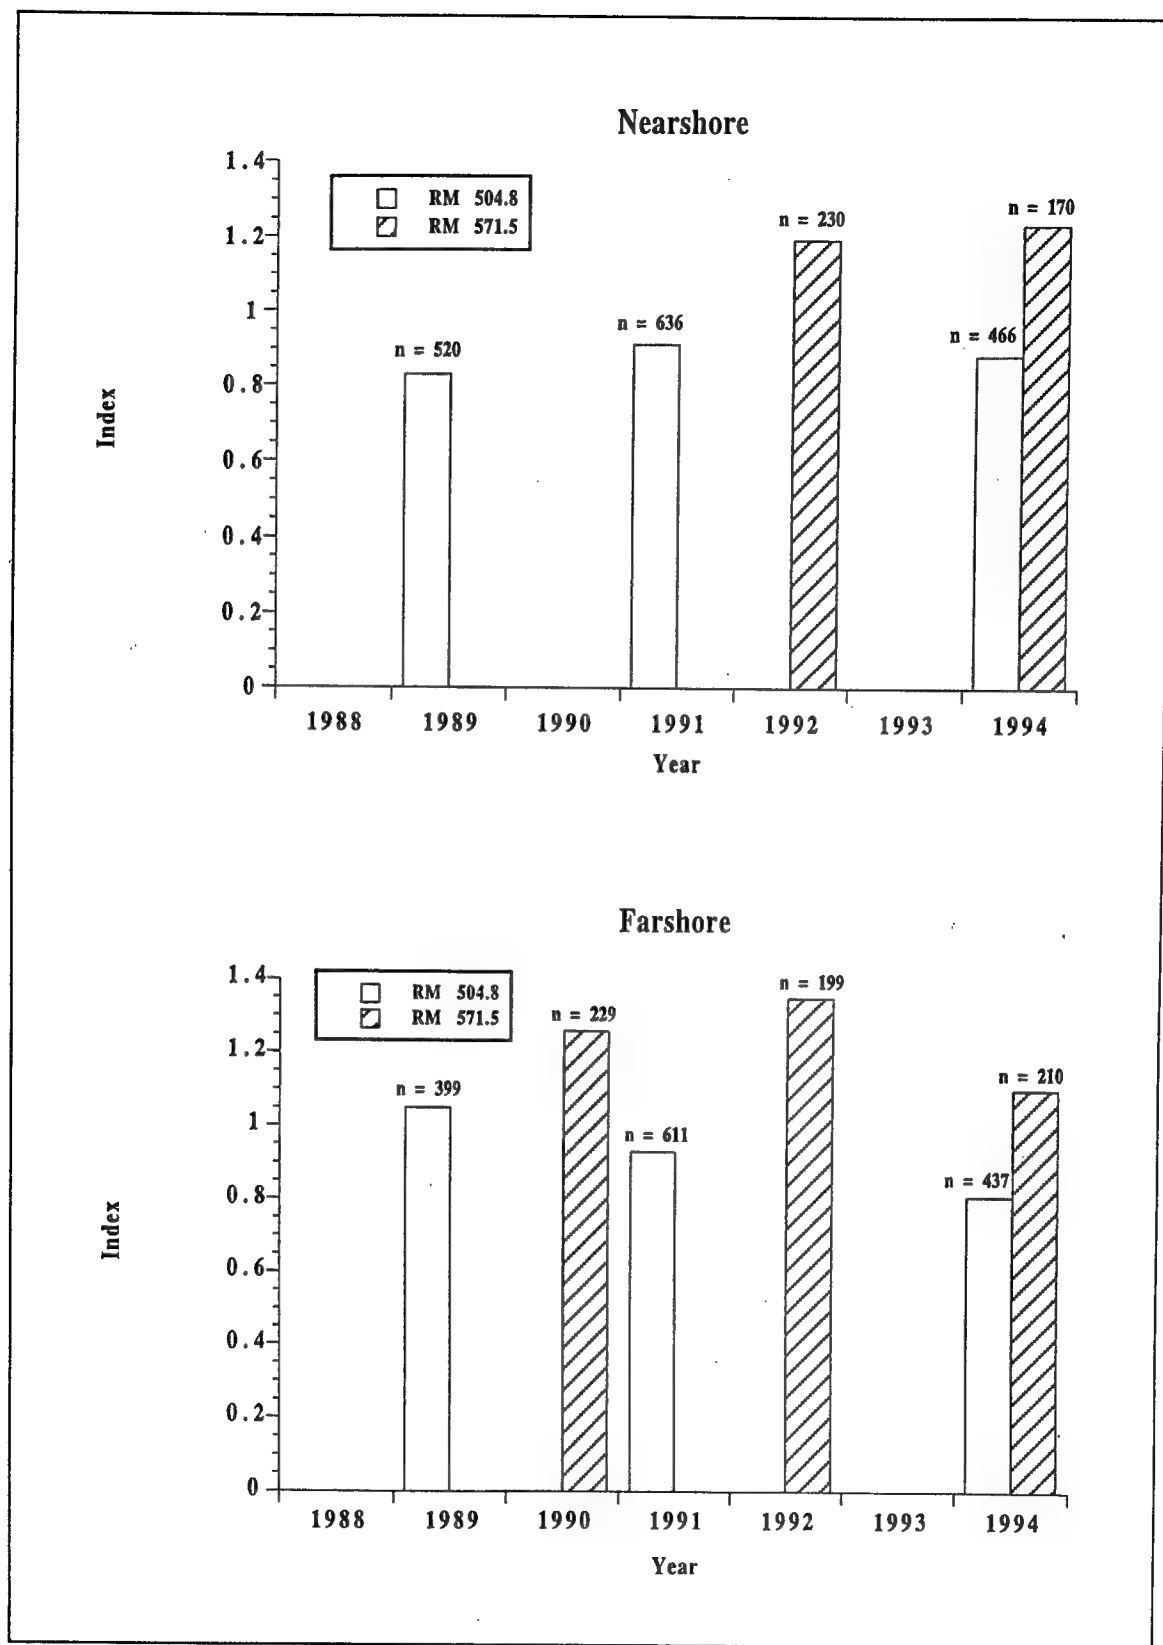 Nearshore
1.4
RM 504.8
RM 571.5
n = 170
n = 230
1.2
n = 636
n = 466
1
n = 520
0.8
Index
0.6
0.4
0.2
0
1988 1989 1990 1991 1992 1993 1994
Year
Farshore
1.4
RM 504.8
RM 571.5
n = 199
n = 229
1.2
n = 210
n = 399
1
n = 611
n = 437
0.8
Index
0.6
0.4
0.2
0
1988 1989 1990 1991 1992 1993 1994
Year